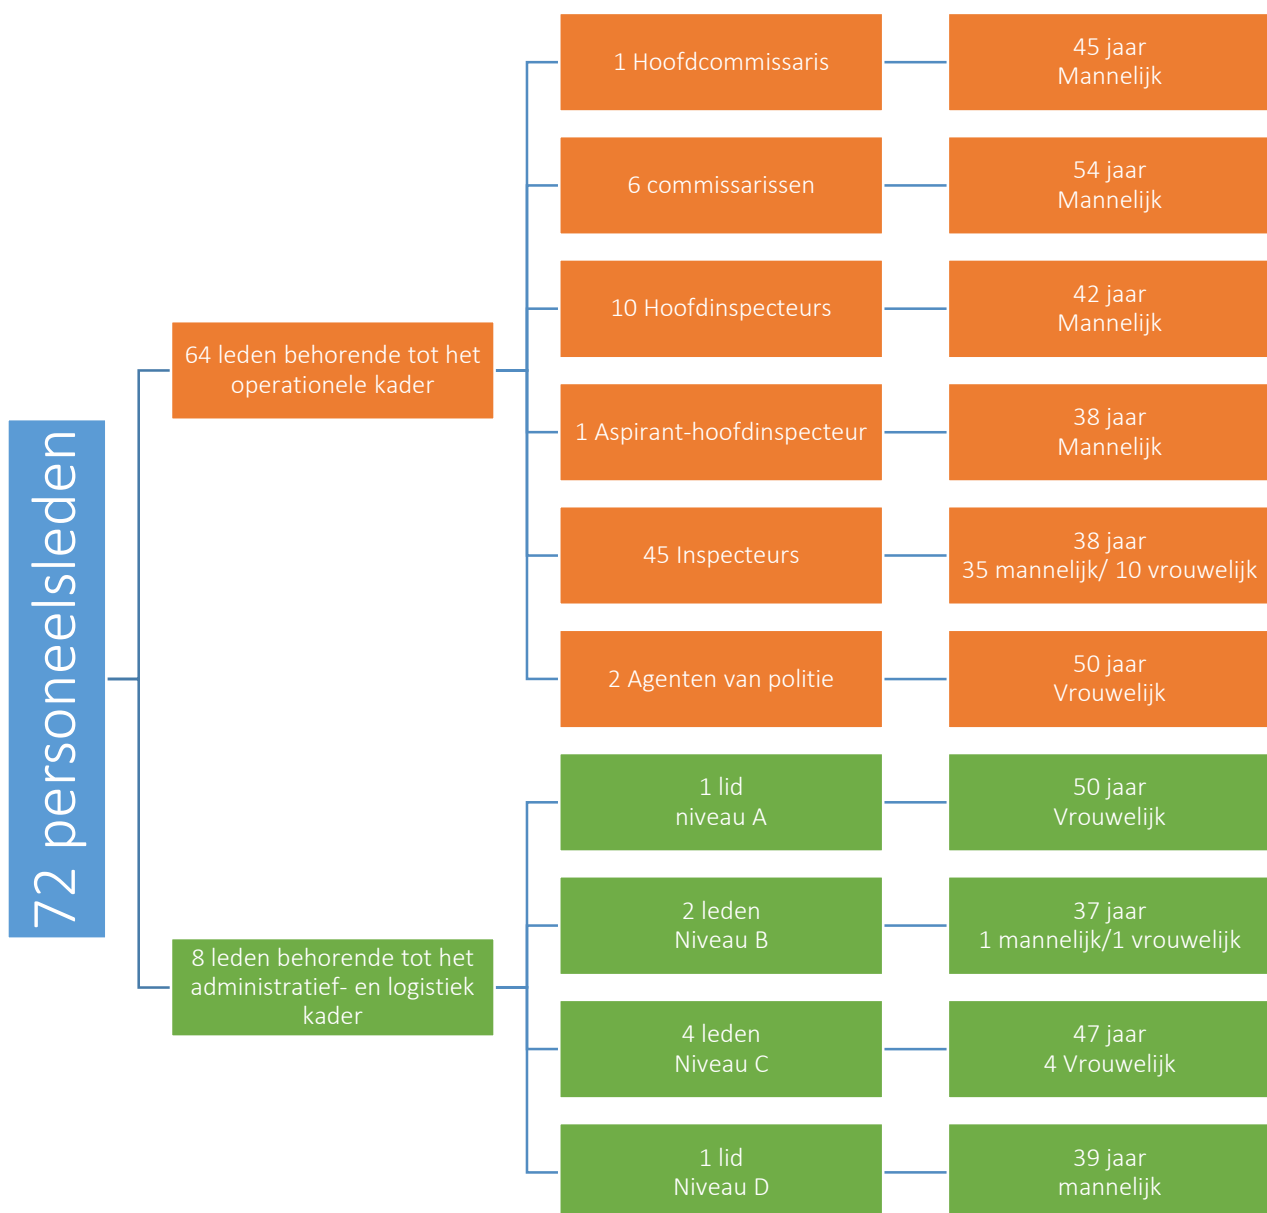 72 personeelsleden
64 leden behorende tot het
operationele kader
1 Hoofdcommissaris
45 jaar
Mannelijk
6 commissarissen
54 jaar
Mannelijk
10 Hoofdinspecteurs
42 jaar
Mannelijk
1 Aspirant-hoofdinspecteur
38 jaar
Mannelijk
45 Inspecteurs
38 jaar
35 mannelijk/ 10 vrouwelijk
2 Agenten van politie
50 jaar
Vrouwelijk
8 leden behorende tot het
administratief- en logistiek
kader
1 lid
niveau A
50 jaar
Vrouwelijk
2 leden
Niveau B
37 jaar
1 mannelijk/1 vrouwelijk
4 leden
Niveau C
47 jaar
4 Vrouwelijk
1 lid
Niveau D
39 jaar
mannelijk